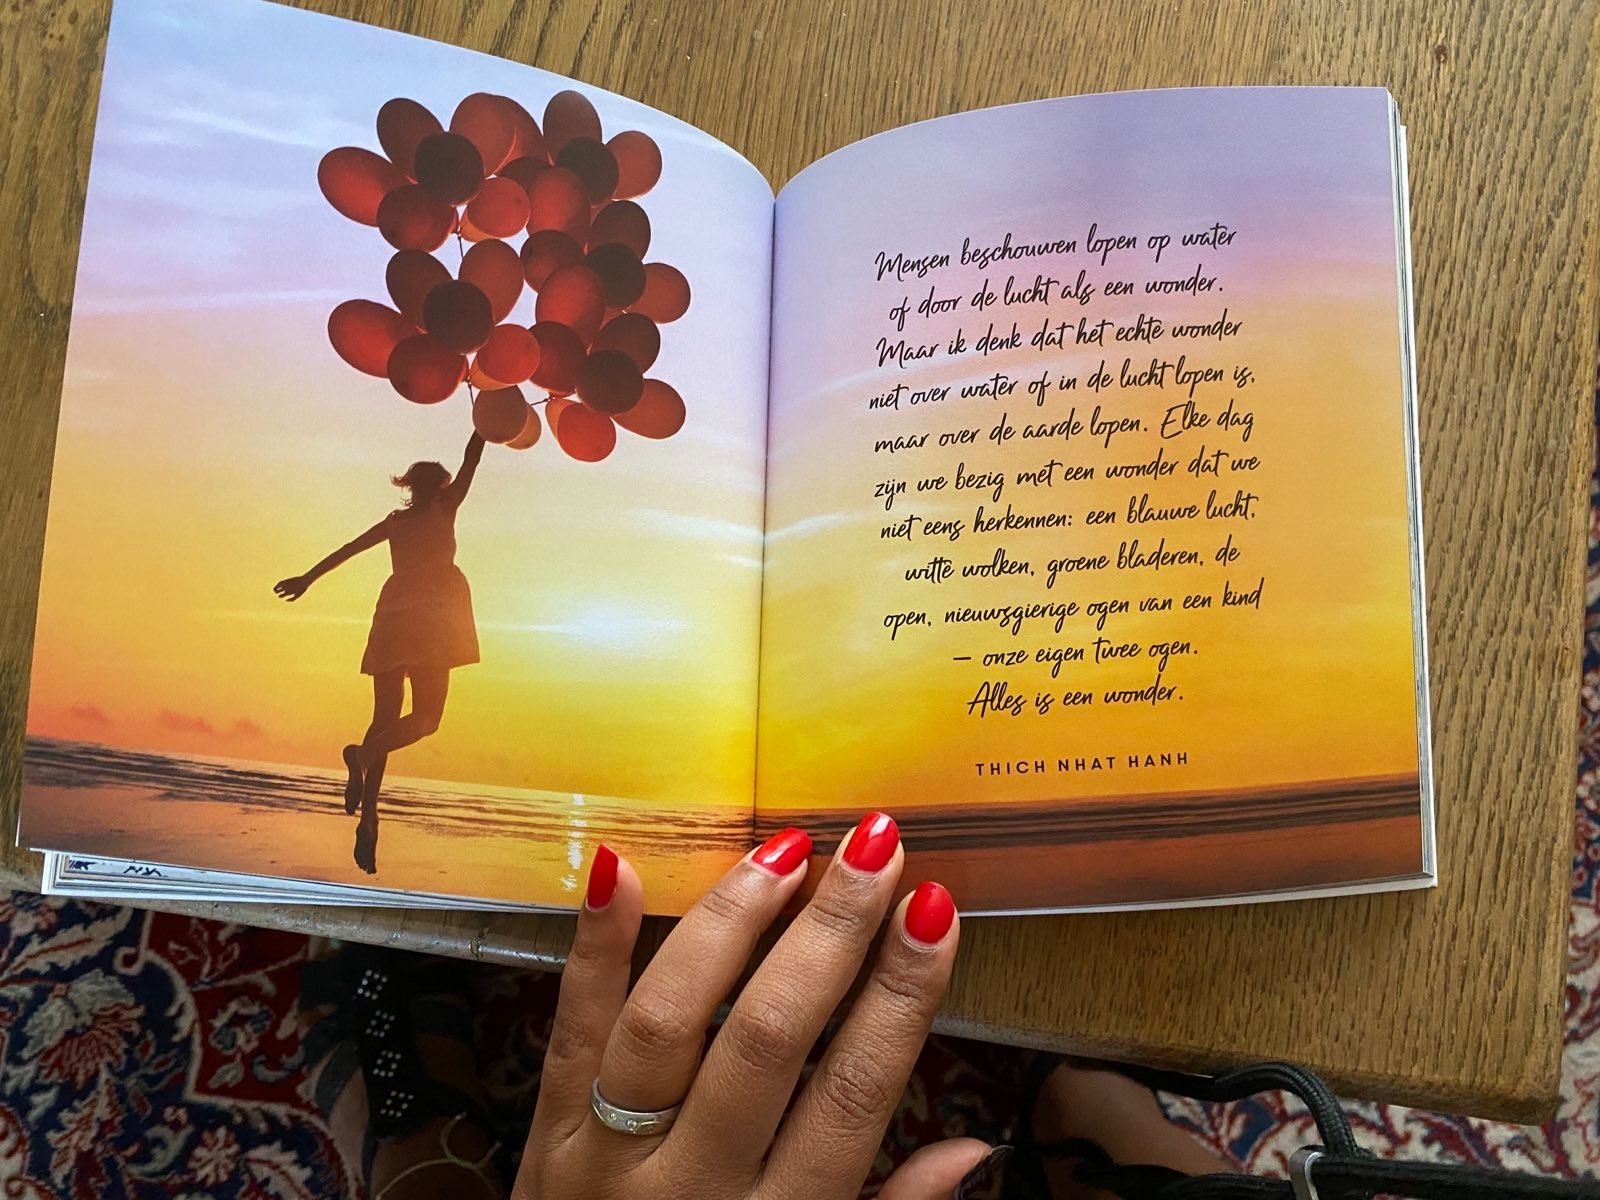 Mensen beschouwen lopen op water
of door de lucht als een wonder.
Maar ik denk dat het echte wonder
niet over water of in de lucht lopen is,
maar over de aarde lopen. Elke dag
zijn we bezig met een wonder dat we
niet eens herkennen: een blauwe lucht,
witte wolken, groene bladeren, de
open, nieuwsgierige ogen van een kind
– onze eigen twee ogen.
Alles is een wonder.
THICH NHAT HANH